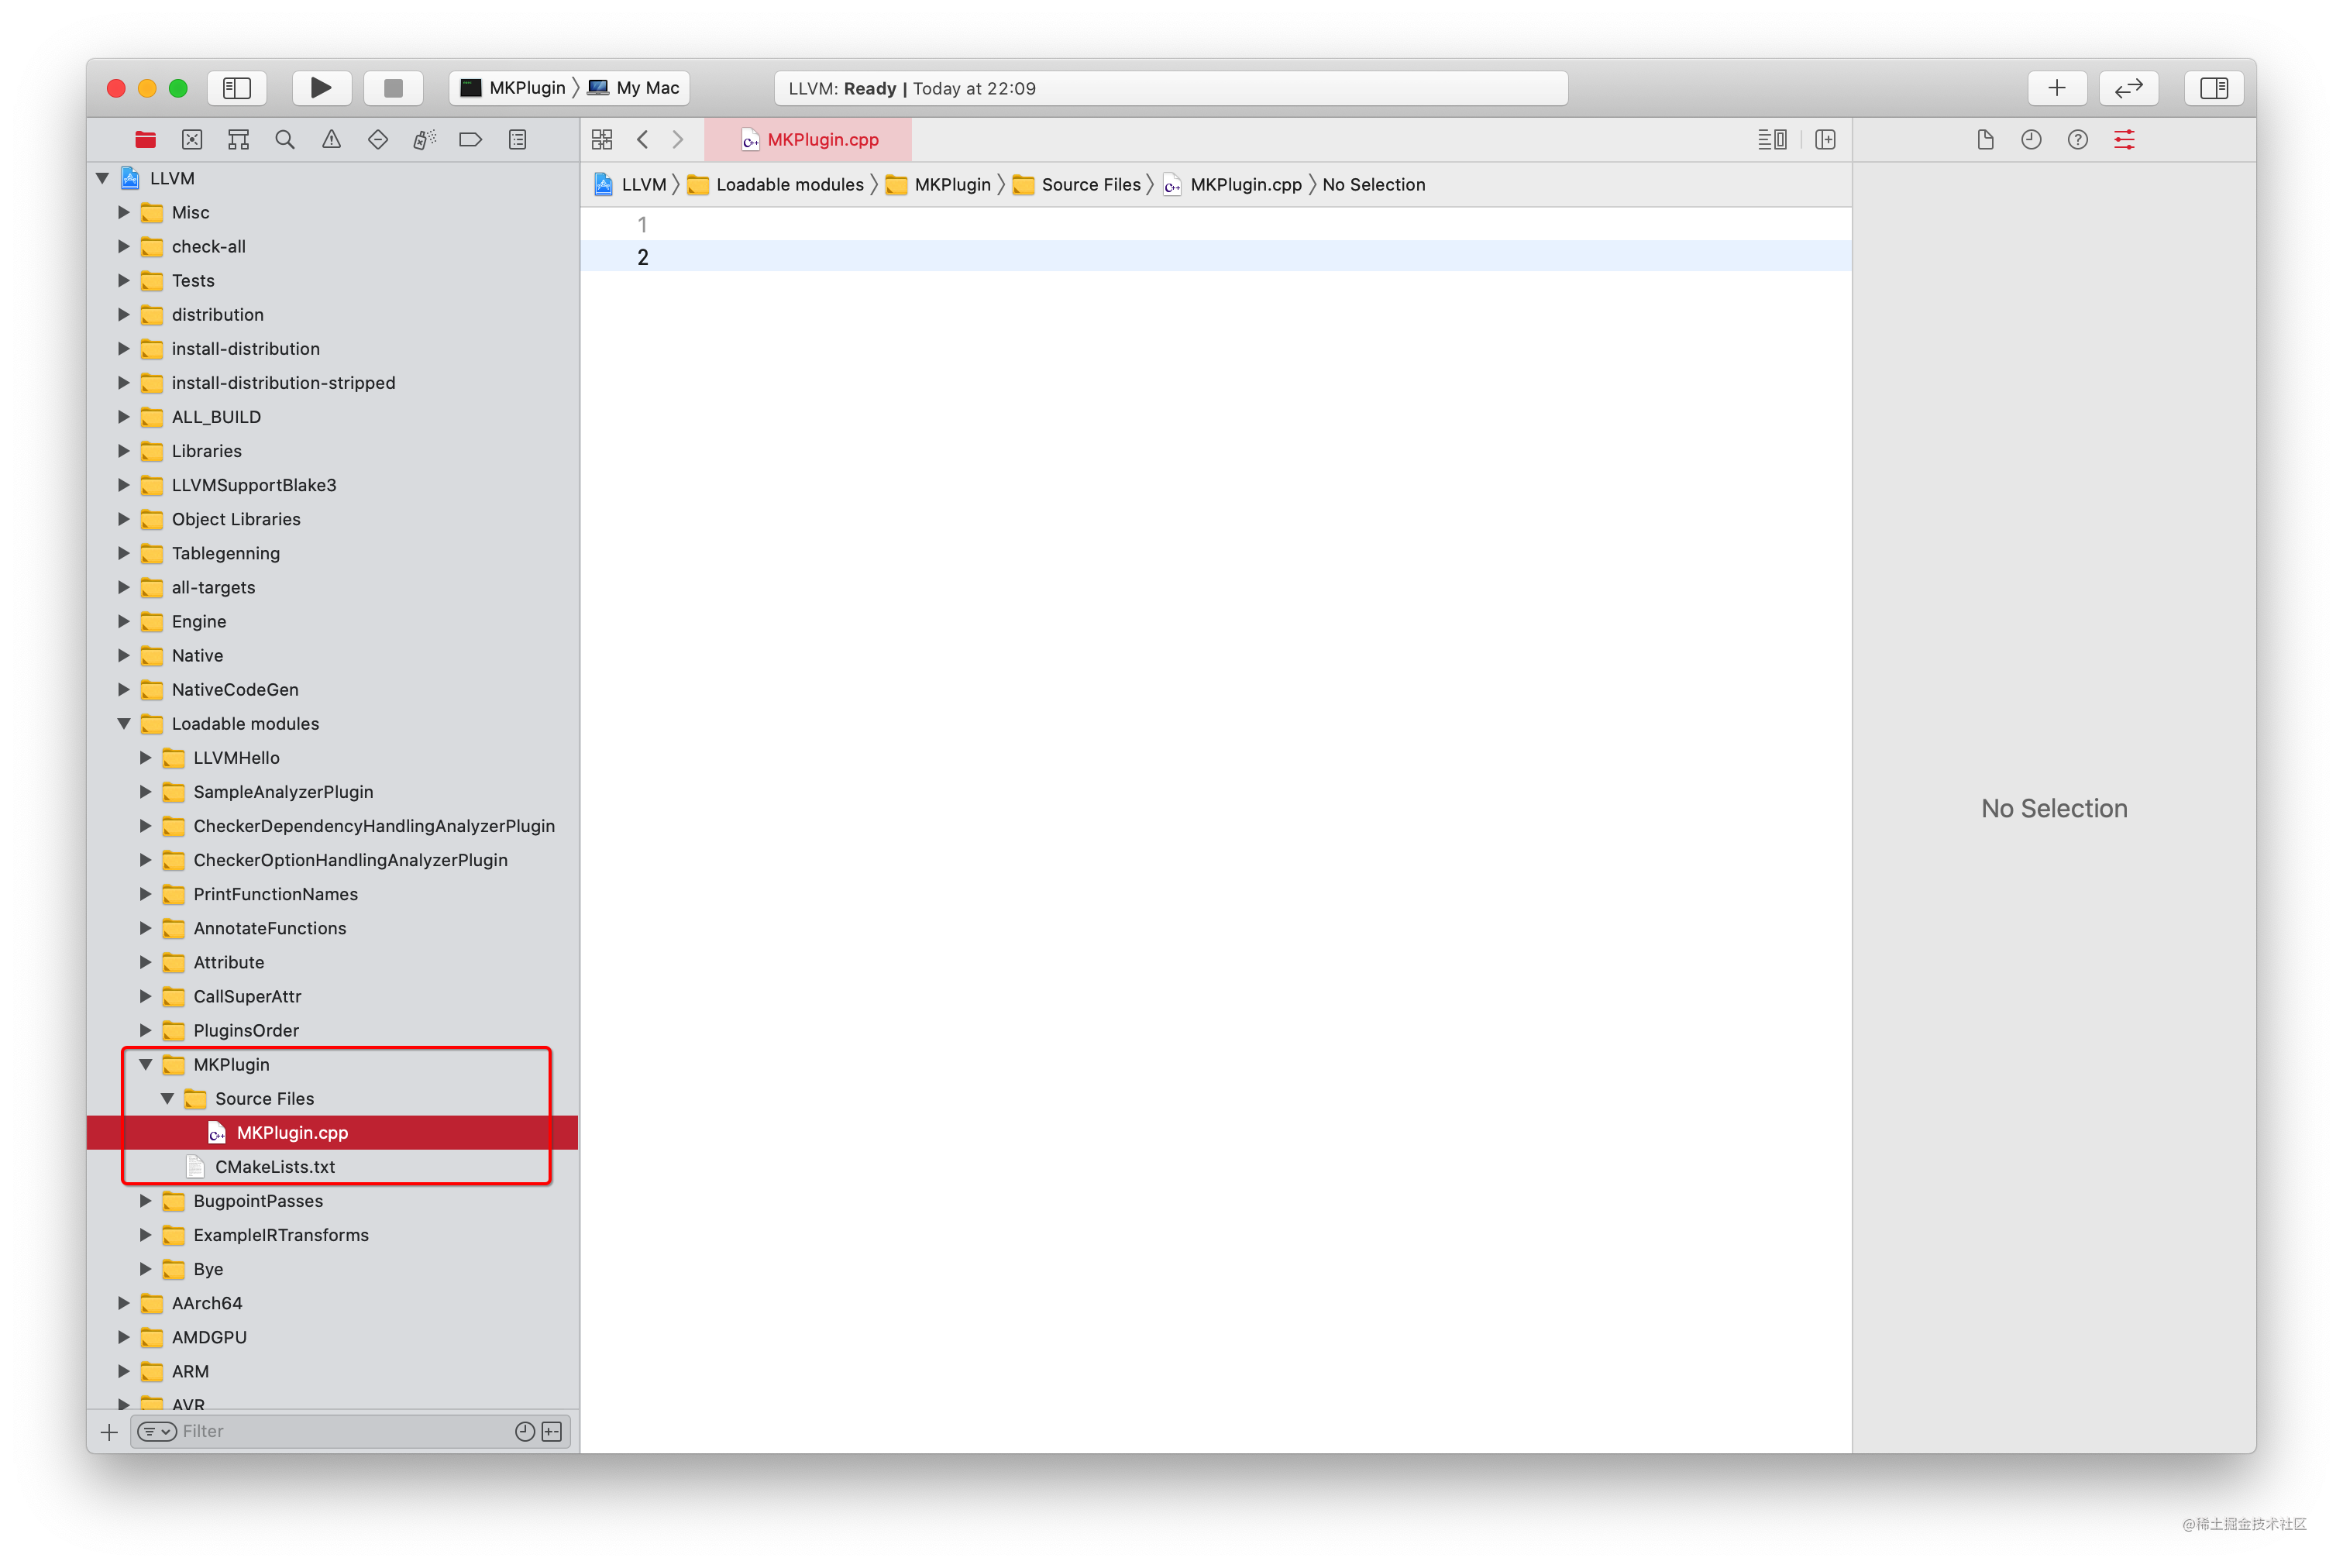 MKPlugin 〉 My Mac
LLVM: Ready | Today at 22:09
MKPlugin.cpp
LLVM 〉 Loadable modules 〉 MKPlugin 〉 Source Files 〉 MKPlugin.cpp 〉 No Selection
1
2
LLVM
Misc
check-all
Tests
distribution
install-distribution
install-distribution-stripped
ALL_BUILD
Libraries
LLVMSupportBlake3
Object Libraries
Tablegenning
all-targets
Engine
Native
NativeCodeGen
Loadable modules
LLVMHello
SampleAnalyzerPlugin
CheckerDependencyHandlingAnalyzerPlugin
CheckerOptionHandlingAnalyzerPlugin
PrintFunctionNames
AnnotateFunctions
Attribute
CallSuperAttr
PluginsOrder
MKPlugin
Source Files
MKPlugin.cpp
CMakeLists.txt
BugpointPasses
ExampleIRTransforms
Bye
AArch64
AMDGPU
ARM
AVR
Filter
No Selection
@稀土掘金技术社区